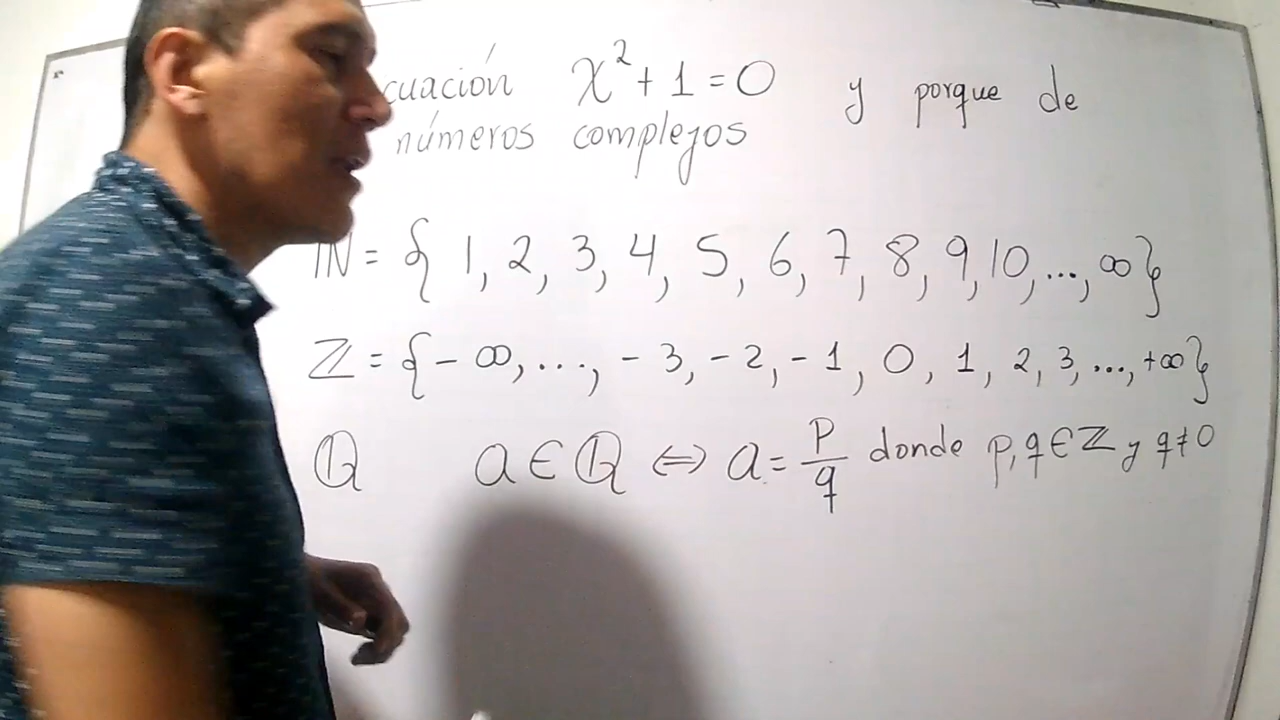 cuación x² + 1 = 0 y porque de
números complejos
ℕ = { 1, 2, 3, 4, 5, 6, 7, 8, 9, 10, ..., ∞ }
ℤ = { - ∞, ..., - 3, - 2, - 1, 0, 1, 2, 3, ..., +∞ }
ℚ a ∈ ℚ ⇔ a = p/q donde p, q ∈ ℤ y q ≠ 0